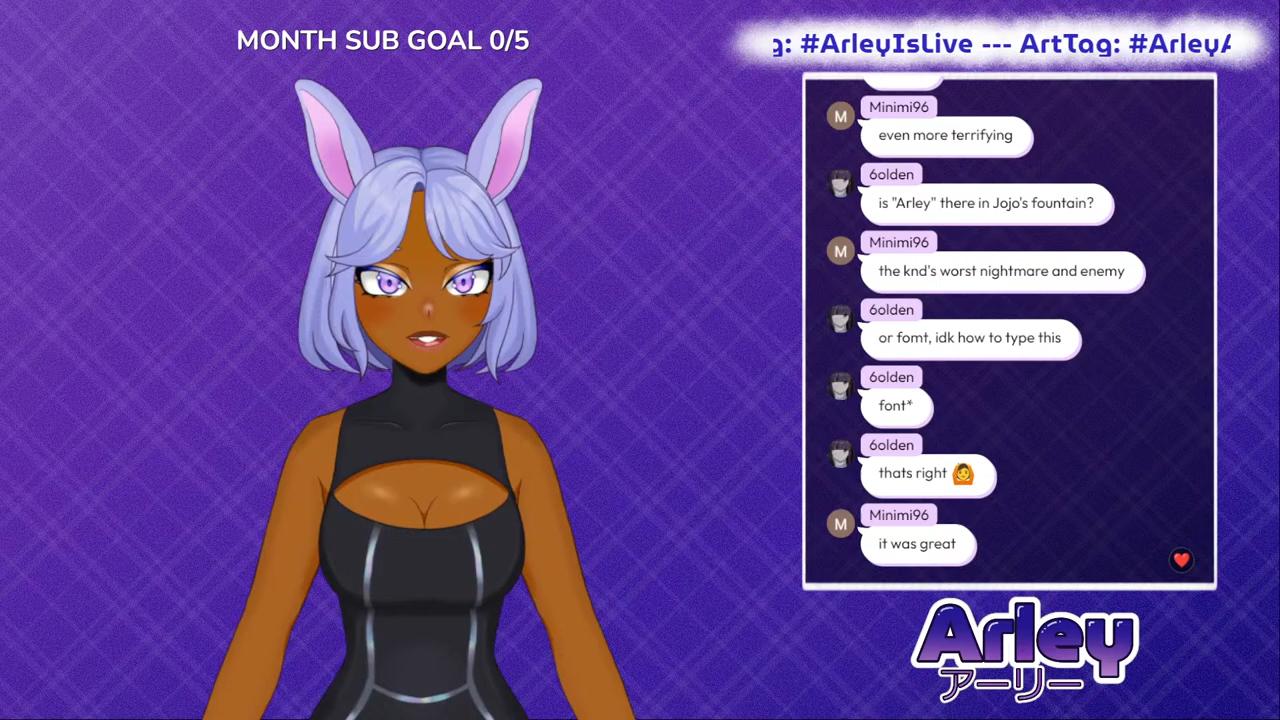 MONTH SUB GOAL 0/5
g: #ArleyIsLive --- ArtTag: #ArleyA
M
Minimi96
even more terrifying
6olden
is "Arley" there in Jojo's fountain?
M
Minimi96
the knd's worst nightmare and enemy
6olden
or fomt, idk how to type this
6olden
font*
6olden
thats right 🙆
M
Minimi96
it was great
Arley
アーリー